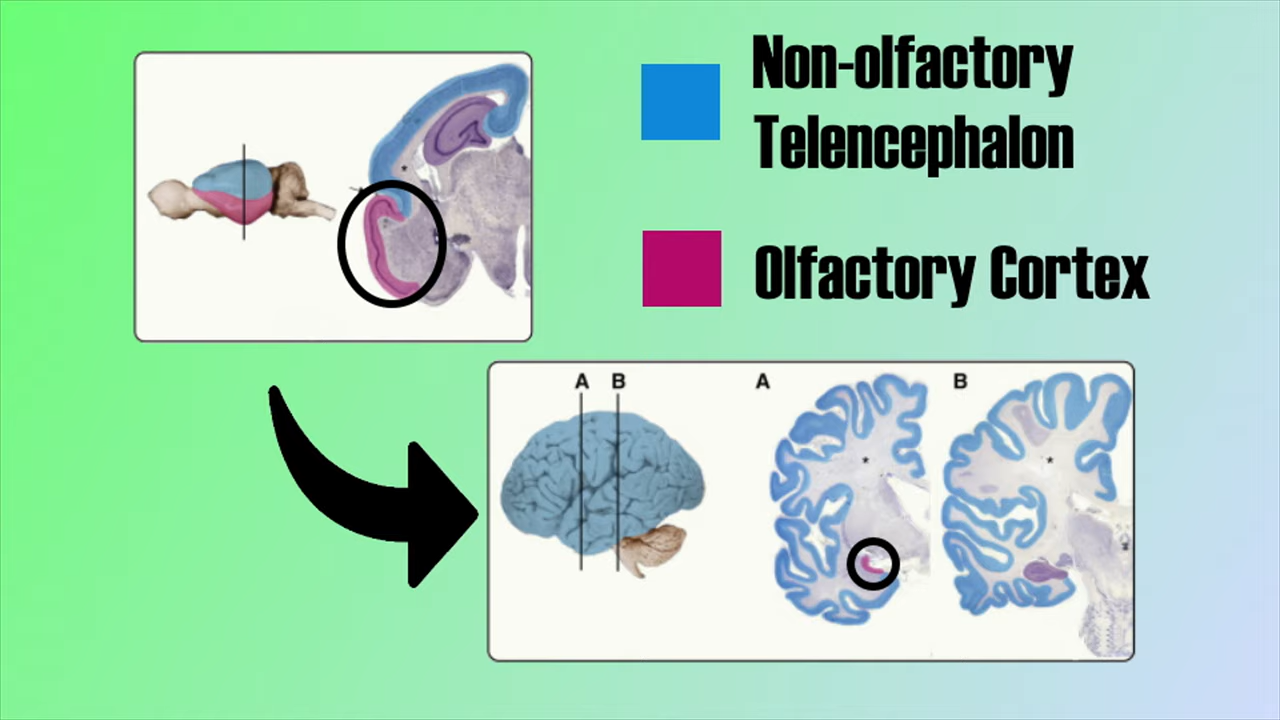 Non-olfactory
Telencephalon
Olfactory Cortex
A B
A
B